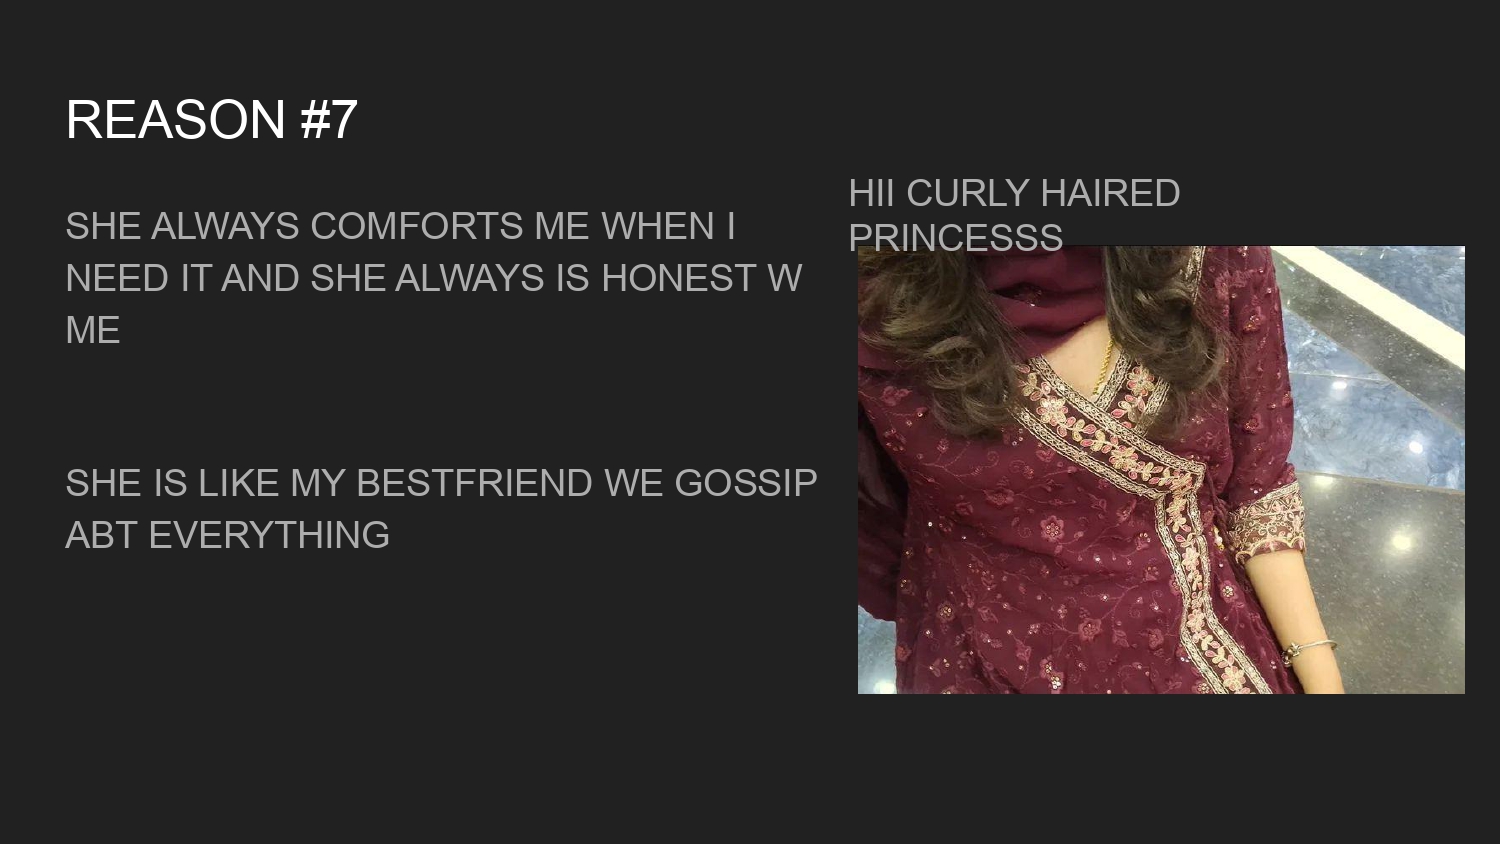 REASON #7
SHE ALWAYS COMFORTS ME WHEN I
NEED IT AND SHE ALWAYS IS HONEST W
ME
SHE IS LIKE MY BESTFRIEND WE GOSSIP
ABT EVERYTHING
HII CURLY HAIRED
PRINCESSS